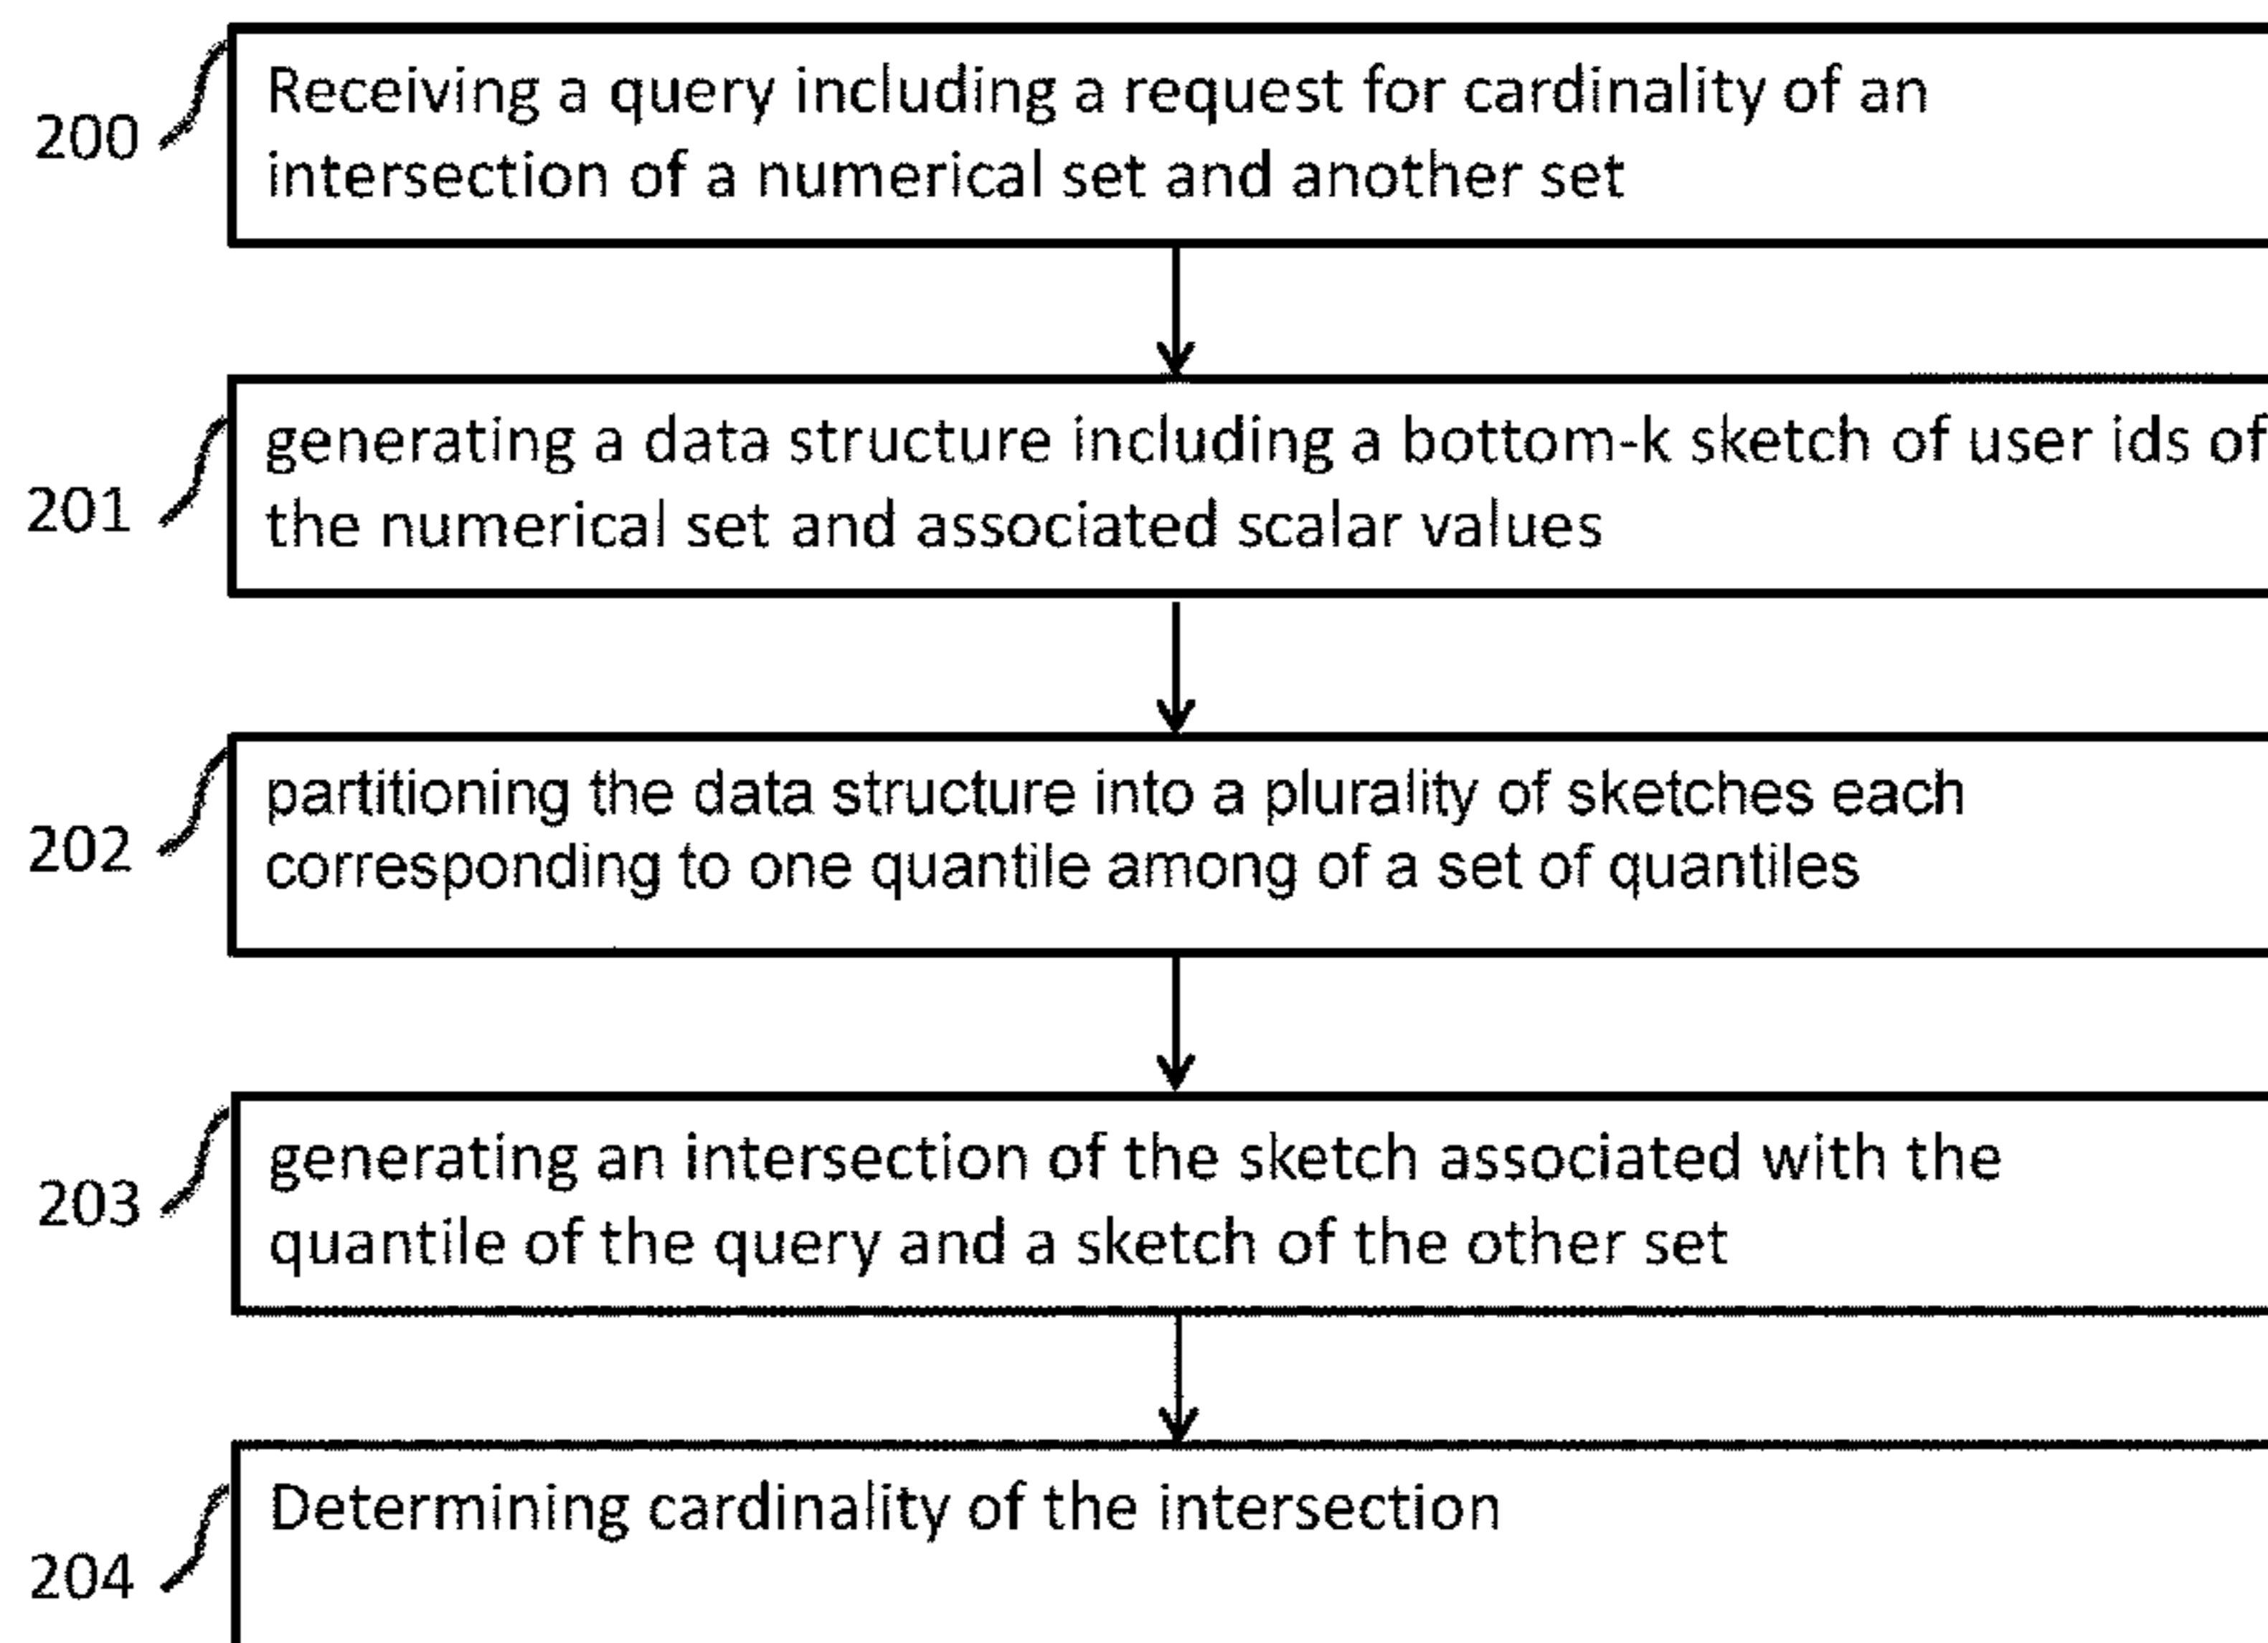 200
Receiving a query including a request for cardinality of an
intersection of a numerical set and another set
201
generating a data structure including a bottom-k sketch of user ids of
the numerical set and associated scalar values
202
partitioning the data structure into a plurality of sketches each
corresponding to one quantile among of a set of quantiles
203
generating an intersection of the sketch associated with the
quantile of the query and a sketch of the other set
204
Determining cardinality of the intersection